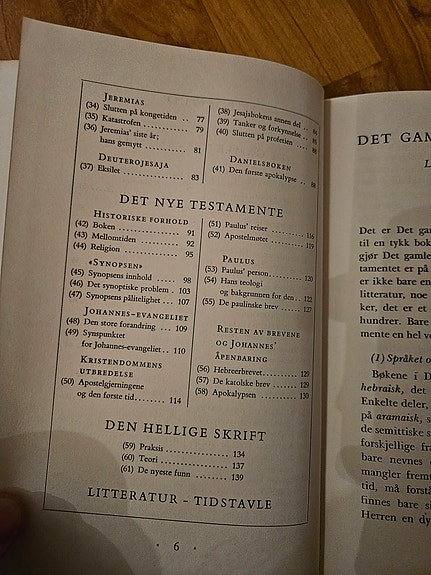 JEREMIAS
(34) Slutten på kongetiden .. 77
(35) Katastrofen .......... 79
(36) Jeremias' siste år;
hans gemytt ........ 81
DEUTEROJESAJA
(37) Eksilet .............. 83
(38) Jesajabokens annen del ..
(39) Tanker og forkynnelse ..
(40) Slutten på profetien ....
DANIELSBOKEN
(41) Den første apokalypse ..
DET NYE TESTAMENTE
HISTORISKE FORHOLD
(42) Boken .............. 91
(43) Mellomtiden ........ 92
(44) Religion ............ 95
«SYNOPSEN»
(45) Synopsens innhold .... 98
(46) Det synoptiske problem . 103
(47) Synopsens pålitelighet . 107
JOHANNES-EVANGELIET
(48) Den store forandring .. 109
(49) Synspunktet
for Johannes-evangeliet .. 110
KRISTENDOMMENS
UTBREDELSE
(50) Apostelgjerningene
og den første tid...... 114
(51) Paulus' reiser ........ 116
(52) Apostelmøter ........ 119
PAULUS
(53) Paulus' person........ 120
(54) Hans teologi
og bakgrunnen for den.. 122
(55) De paulinske brev .... 127
RESTEN AV BREVENE
OG JOHANNES'
ÅPENBARING
(56) Hebreerbrevet........ 129
(57) De katolske brev .... 129
(58) Apokalypsen ........ 130
DEN HELLIGE SKRIFT
(59) Praksis .............. 134
(60) Teori .............. 137
(61) De nyeste funn ...... 139
LITTERATUR – TIDSTAVLE
· 6 ·
DET GAM
Det er Det gam
til en tykk bok
gjør Det gamle
tamentet er på
er ikke bare en
litteratur, noe
ker, det er et
hundrer. Bare
mente en hel v
(1) Språket o
Bøkene i D
hebraisk, det
Enkelte deler,
på aramaisk, s
de semittiske s
forskjellige fra
bare nevnes
mangler fremt
tid, må forstå
finnes bare si
Herren en dy